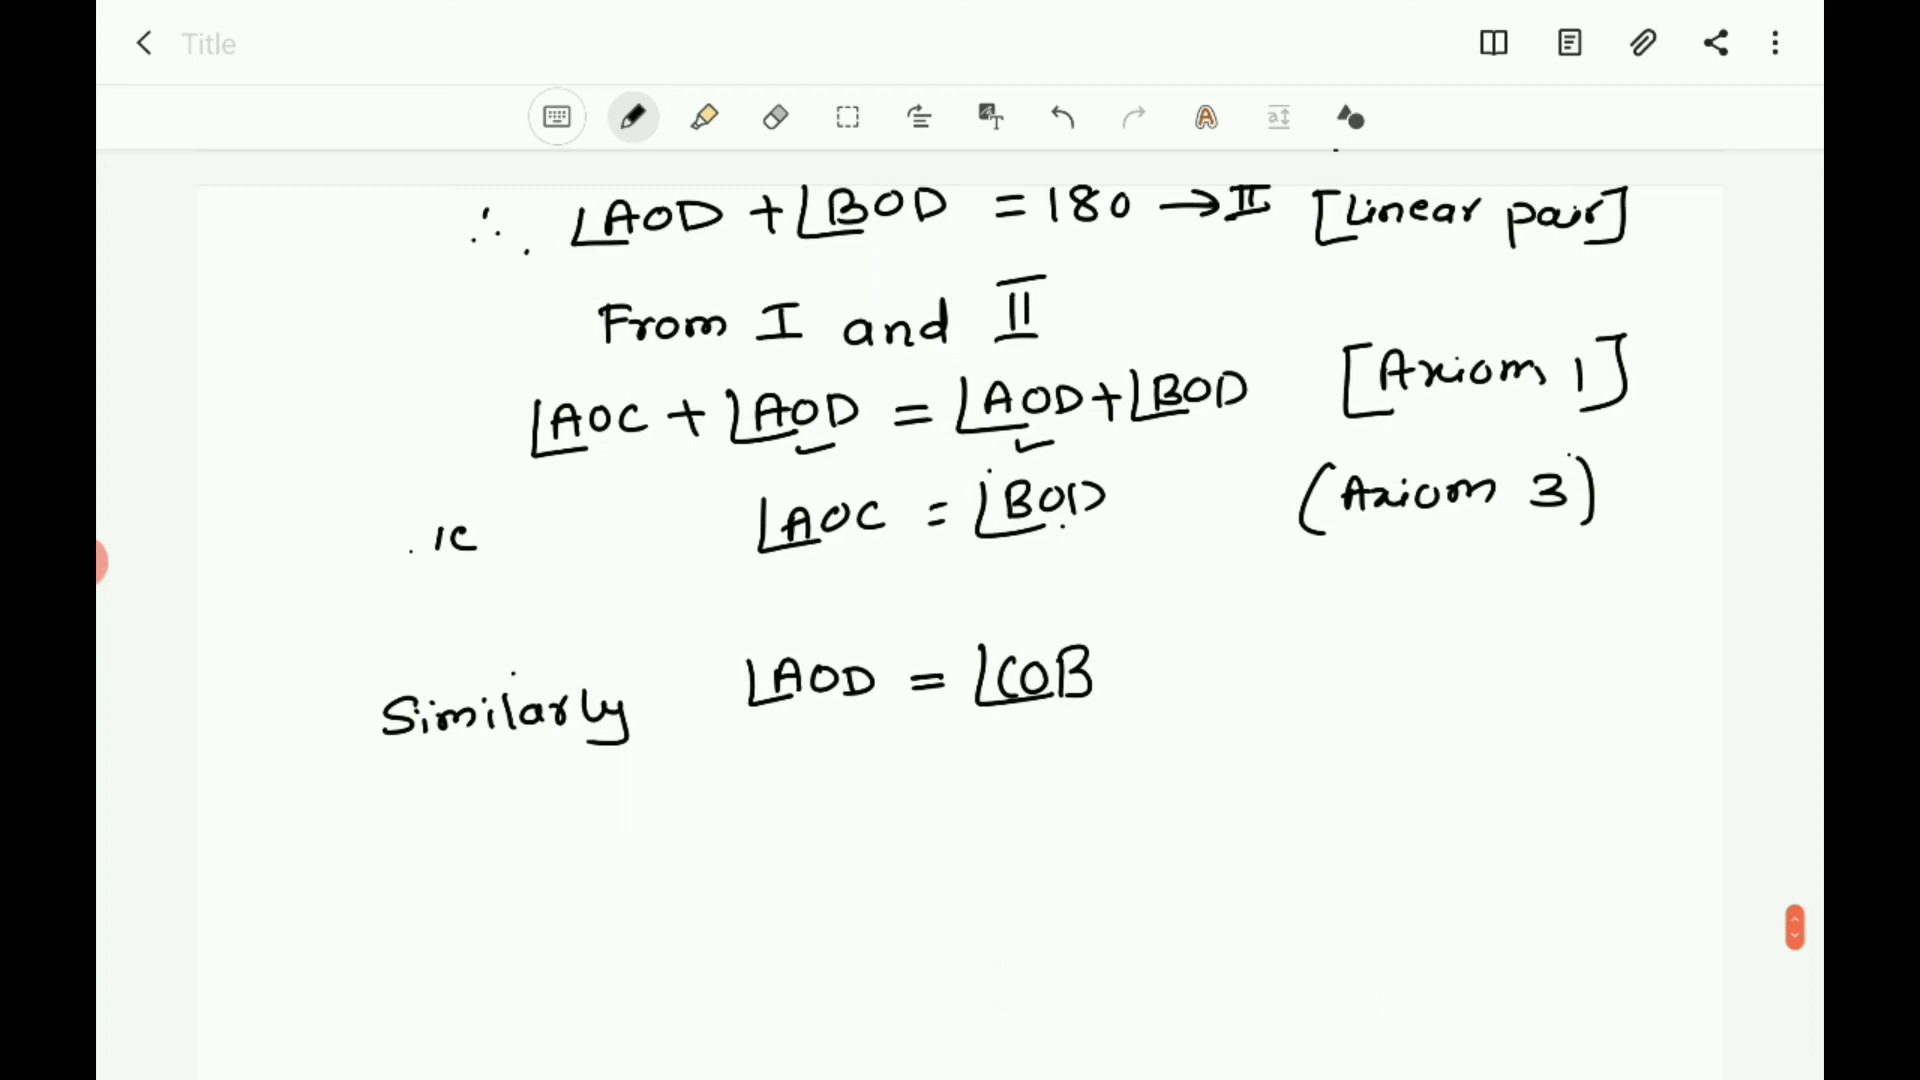 Title
∴ ∠AOD + ∠BOD = 180 → II [Linear pair]
From I and II
∠AOC + ∠AOD = ∠AOD + ∠BOD [Axiom 1]
ie ∠AOC = ∠BOD (Axiom 3)
Similarly ∠AOD = ∠COB